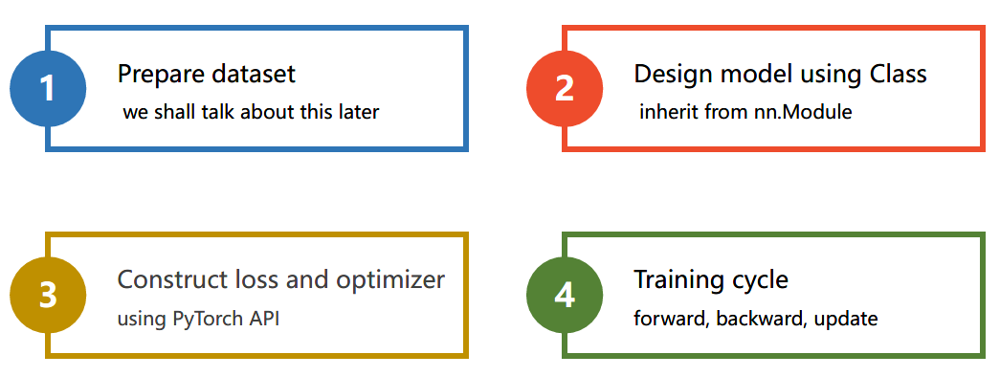 1
Prepare dataset
we shall talk about this later
2
Design model using Class
inherit from nn.Module
3
Construct loss and optimizer
using PyTorch API
4
Training cycle
forward, backward, update